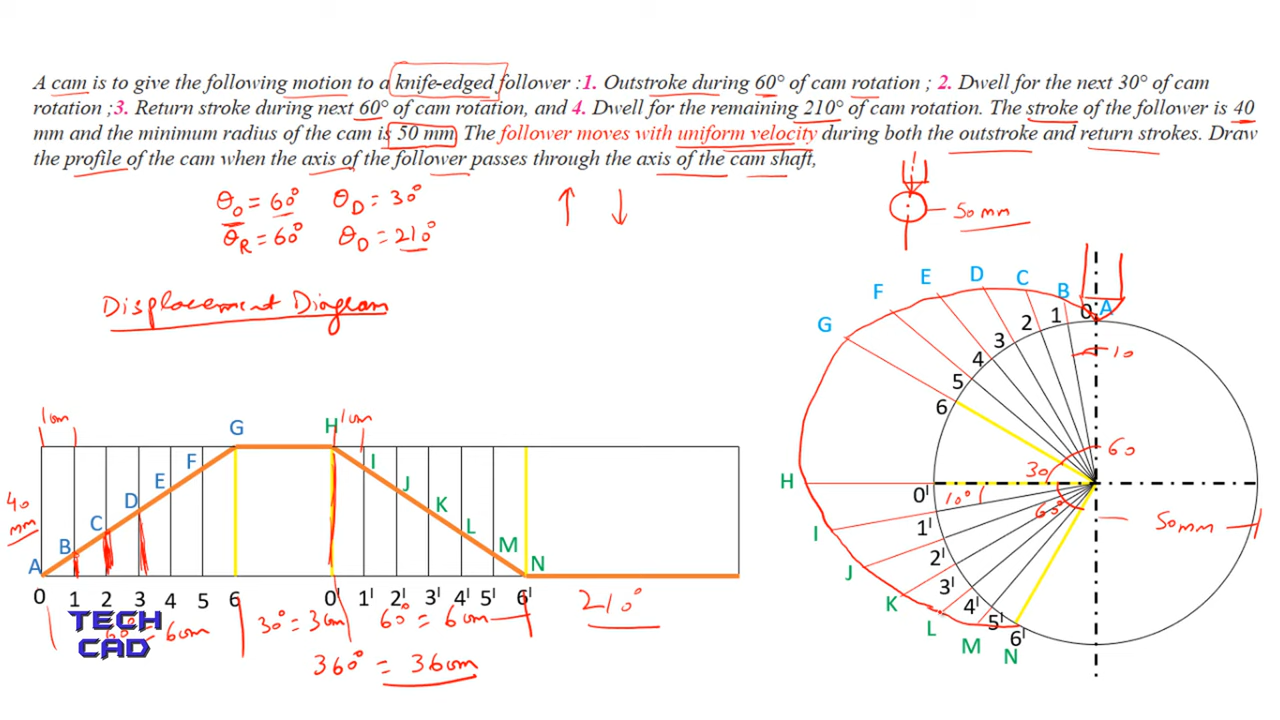 A cam is to give the following motion to a knife-edged follower :1. Outstroke during 60° of cam rotation ; 2. Dwell for the next 30° of cam
rotation ;3. Return stroke during next 60° of cam rotation, and 4. Dwell for the remaining 210° of cam rotation. The stroke of the follower is 40
mm and the minimum radius of the cam is 50 mm. The follower moves with uniform velocity during both the outstroke and return strokes. Draw
the profile of the cam when the axis of the follower passes through the axis of the cam shaft,
θO = 60° θD = 30°
θR = 60° θD = 210°
50 mm
Displacement Diagram
F E D C B A
G
0 1 2 3 4 5 6
10
60
30
H
0' 10° 60°
50mm
I 1'
J 2'
K 3'
L 4'
M 5'
N 6'
1cm G H 1cm
40 mm
A B C D E F I J K L M N
0 1 2 3 4 5 6 0' 1' 2' 3' 4' 5' 6'
60° = 6cm 30° = 3cm 60° = 6cm 210°
TECH
CAD
360° = 36cm